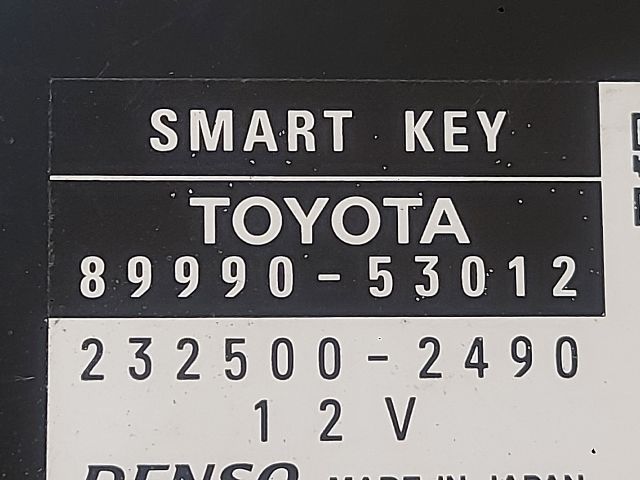 SMART KEY
TOYOTA
89990-53012
232500-2490
12V
DENSO MADE IN JAPAN